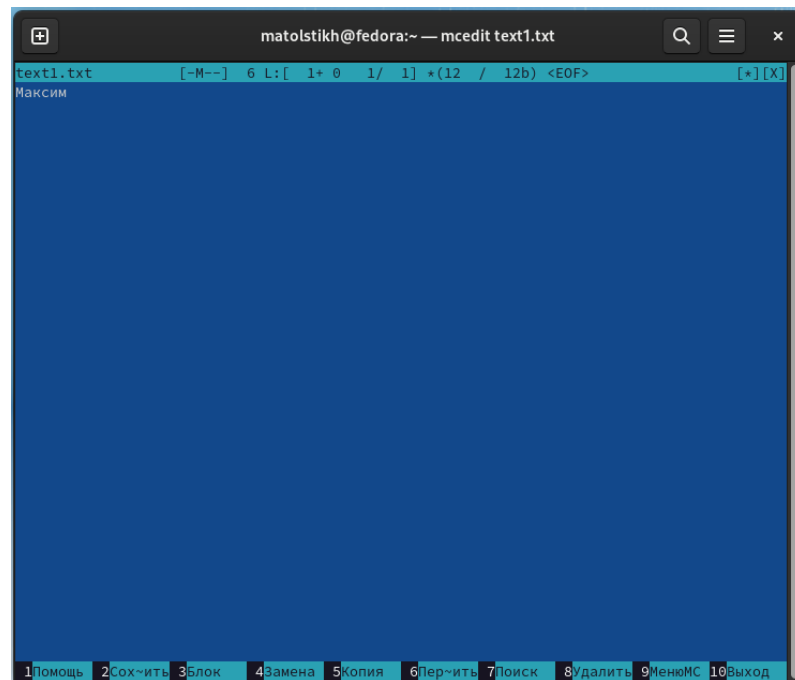 matolstikh@fedora:~ — mcedit text1.txt
text1.txt [-M--] 6 L:[ 1+ 0 1/ 1] *(12 / 12b) <EOF> [*][X]
Максим
1Помощь 2Сох~ить 3Блок 4Замена 5Копия 6Пер~ить 7Поиск 8Удалить 9МенюMC 10Выход